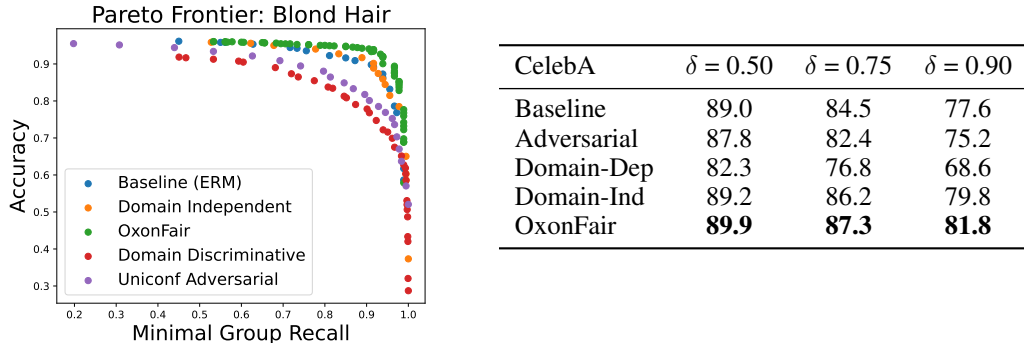 Pareto Frontier: Blond Hair
Accuracy
0.9
0.8
0.7
0.6
0.5
0.4
0.3
Baseline (ERM)
Domain Independent
OxonFair
Domain Discriminative
Uniconf Adversarial
0.2 0.3 0.4 0.5 0.6 0.7 0.8 0.9 1.0
Minimal Group Recall
CelebA δ = 0.50 δ = 0.75 δ = 0.90
Baseline 89.0 84.5 77.6
Adversarial 87.8 82.4 75.2
Domain-Dep 82.3 76.8 68.6
Domain-Ind 89.2 86.2 79.8
OxonFair 89.9 87.3 81.8